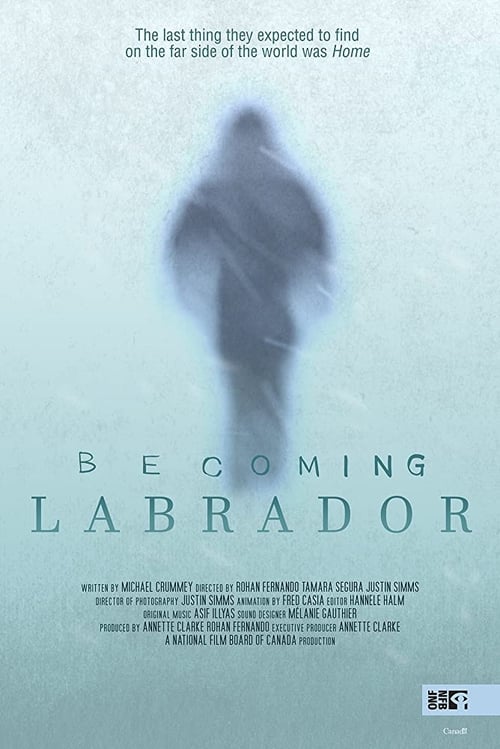 The last thing they expected to find
on the far side of the world was Home
BECOMING
LABRADOR
WRITTEN BY MICHAEL CRUMMEY DIRECTED BY ROHAN FERNANDO TAMARA SEGURA JUSTIN SIMMS
DIRECTOR OF PHOTOGRAPHY JUSTIN SIMMS ANIMATION BY FRED CASIA EDITOR HANNELE HALM
ORIGINAL MUSIC ASIF ILLYAS SOUND DESIGNER MÉLANIE GAUTHIER
PRODUCED BY ANNETTE CLARKE ROHAN FERNANDO EXECUTIVE PRODUCER ANNETTE CLARKE
A NATIONAL FILM BOARD OF CANADA PRODUCTION
NFB
ONF
Canada